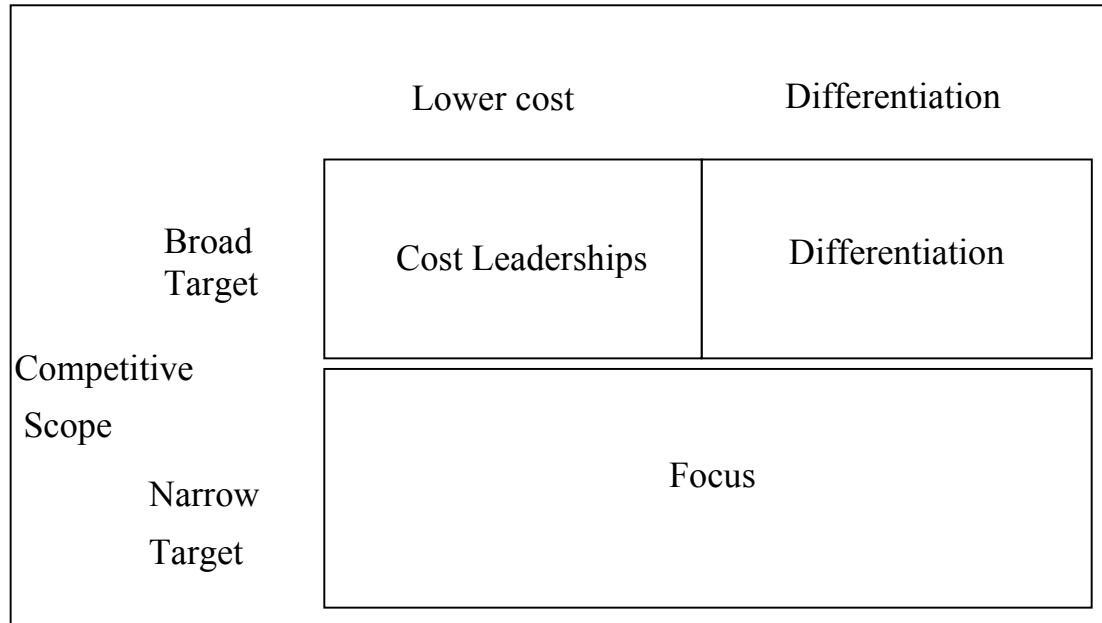 Lower cost
Differentiation
Broad
Target
Cost Leaderships
Differentiation
Competitive
Scope
Narrow
Target
Focus